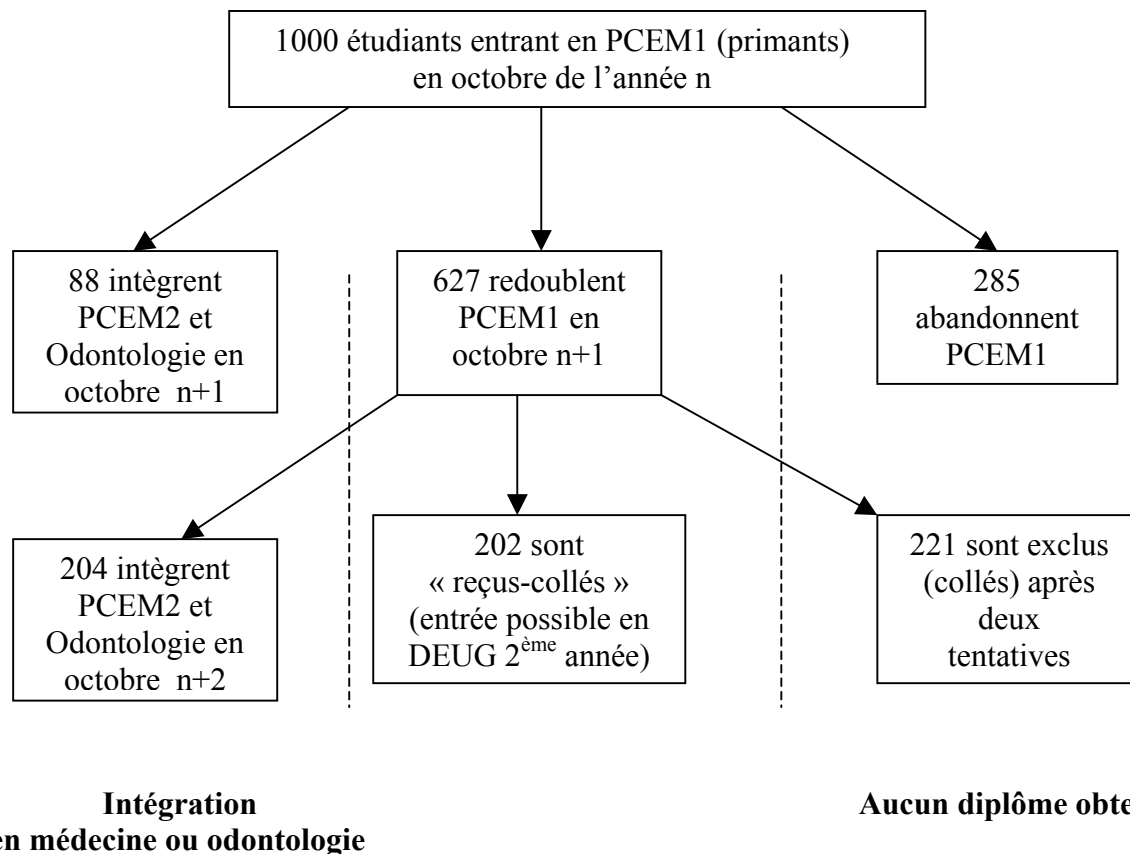 1000 étudiants entrant en PCEM1 (primants)
en octobre de l’année n
88 intègrent
PCEM2 et
Odontologie en
octobre  n+1
627 redoublent
PCEM1 en
octobre n+1
285
abandonnent
PCEM1
204 intègrent
PCEM2 et
Odontologie en
octobre  n+2
202 sont
« reçus-collés »
(entrée possible en
DEUG 2ème année)
221 sont exclus
(collés) après
deux
tentatives
Intégration
en médecine ou odontologie
Aucun diplôme obte